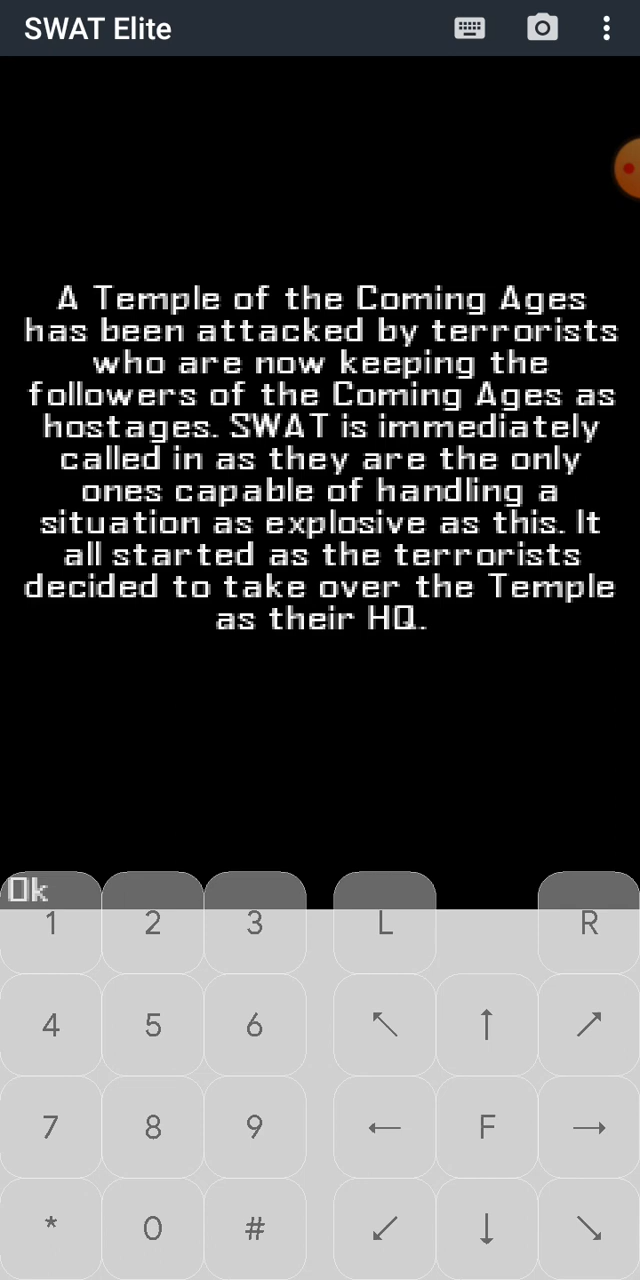 SWAT Elite
A Temple of the Coming Ages
has been attacked by terrorists
who are now keeping the
followers of the Coming Ages as
hostages. SWAT is immediately
called in as they are the only
ones capable of handling a
situation as explosive as this. It
all started as the terrorists
decided to take over the Temple
as their HQ.
Ok
1 2 3 L R
4 5 6 ↖ ↑ ↗
7 8 9 ← F →
* 0 # ↙ ↓ ↘